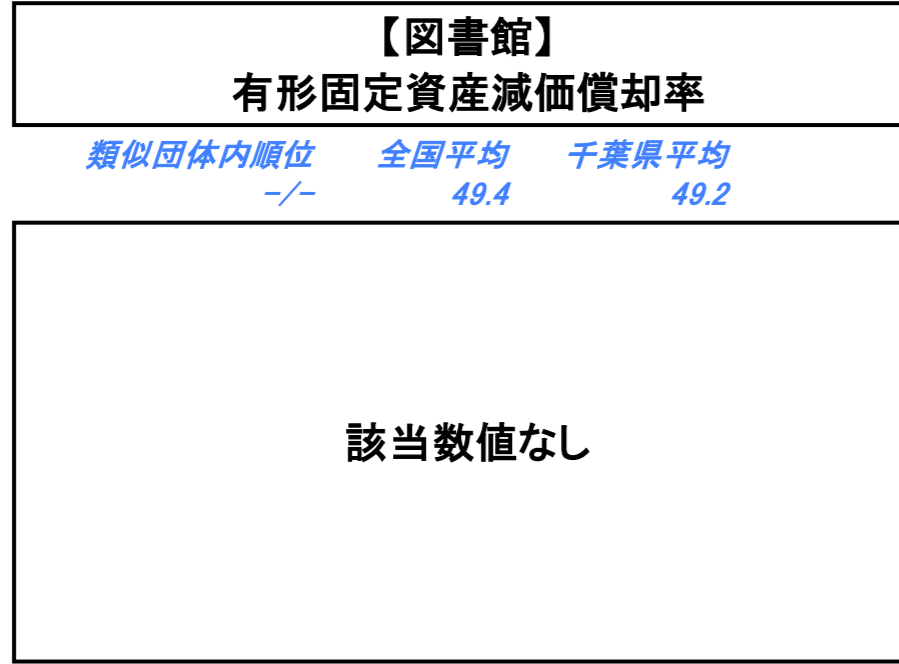 【図書館】
有形固定資産減価償却率
類似団体内順位 全国平均 千葉県平均
-/- 49.4 49.2
該当数値なし